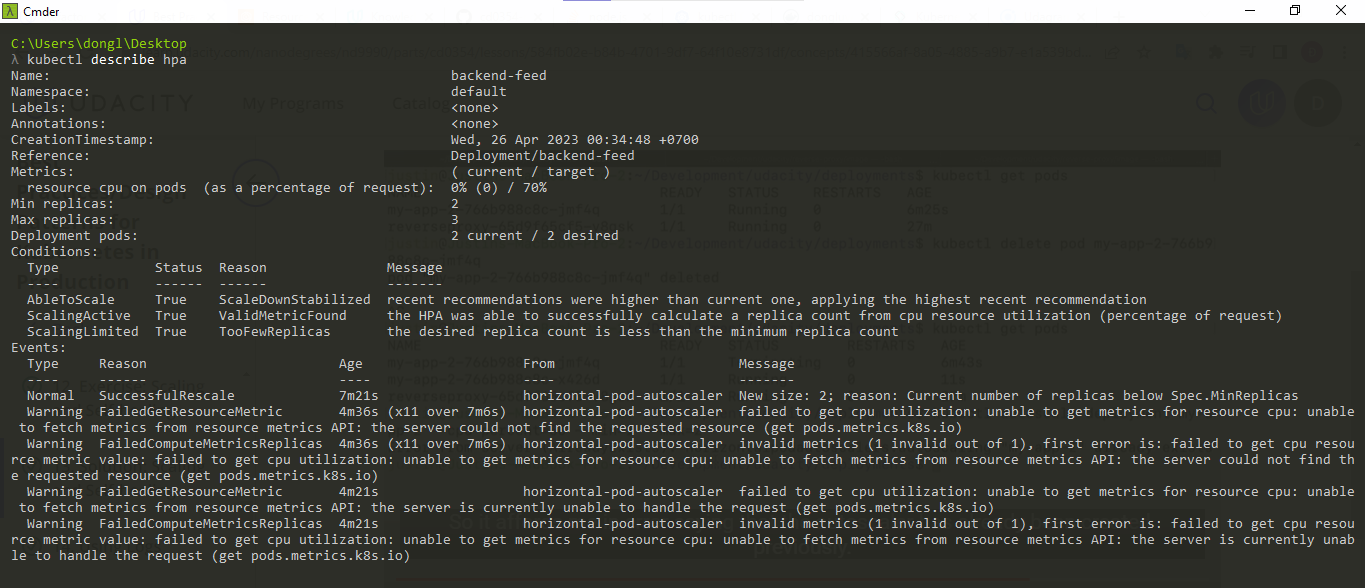 Cmder
C:\Users\dongl\Desktop
λ kubectl describe hpa
Name: backend-feed
Namespace: default
Labels: <none>
Annotations: <none>
CreationTimestamp: Wed, 26 Apr 2023 00:34:48 +0700
Reference: Deployment/backend-feed
Metrics: ( current / target )
resource cpu on pods (as a percentage of request): 0% (0) / 70%
Min replicas: 2
Max replicas: 3
Deployment pods: 2 current / 2 desired
Conditions:
Type Status Reason Message
---- ------ ------ -------
AbleToScale True ScaleDownStabilized recent recommendations were higher than current one, applying the highest recent recommendation
ScalingActive True ValidMetricFound the HPA was able to successfully calculate a replica count from cpu resource utilization (percentage of request)
ScalingLimited True TooFewReplicas the desired replica count is less than the minimum replica count
Events:
Type Reason Age From Message
---- ------ ---- ---- -------
Normal SuccessfulRescale 7m21s horizontal-pod-autoscaler New size: 2; reason: Current number of replicas below Spec.MinReplicas
Warning FailedGetResourceMetric 4m36s (x11 over 7m6s) horizontal-pod-autoscaler failed to get cpu utilization: unable to get metrics for resource cpu: unable
to fetch metrics from resource metrics API: the server could not find the requested resource (get pods.metrics.k8s.io)
Warning FailedComputeMetricsReplicas 4m36s (x11 over 7m6s) horizontal-pod-autoscaler invalid metrics (1 invalid out of 1), first error is: failed to get cpu resou
rce metric value: failed to get cpu utilization: unable to get metrics for resource cpu: unable to fetch metrics from resource metrics API: the server could not find th
e requested resource (get pods.metrics.k8s.io)
Warning FailedGetResourceMetric 4m21s horizontal-pod-autoscaler failed to get cpu utilization: unable to get metrics for resource cpu: unable
to fetch metrics from resource metrics API: the server is currently unable to handle the request (get pods.metrics.k8s.io)
Warning FailedComputeMetricsReplicas 4m21s horizontal-pod-autoscaler invalid metrics (1 invalid out of 1), first error is: failed to get cpu resou
rce metric value: failed to get cpu utilization: unable to get metrics for resource cpu: unable to fetch metrics from resource metrics API: the server is currently unab
le to handle the request (get pods.metrics.k8s.io)